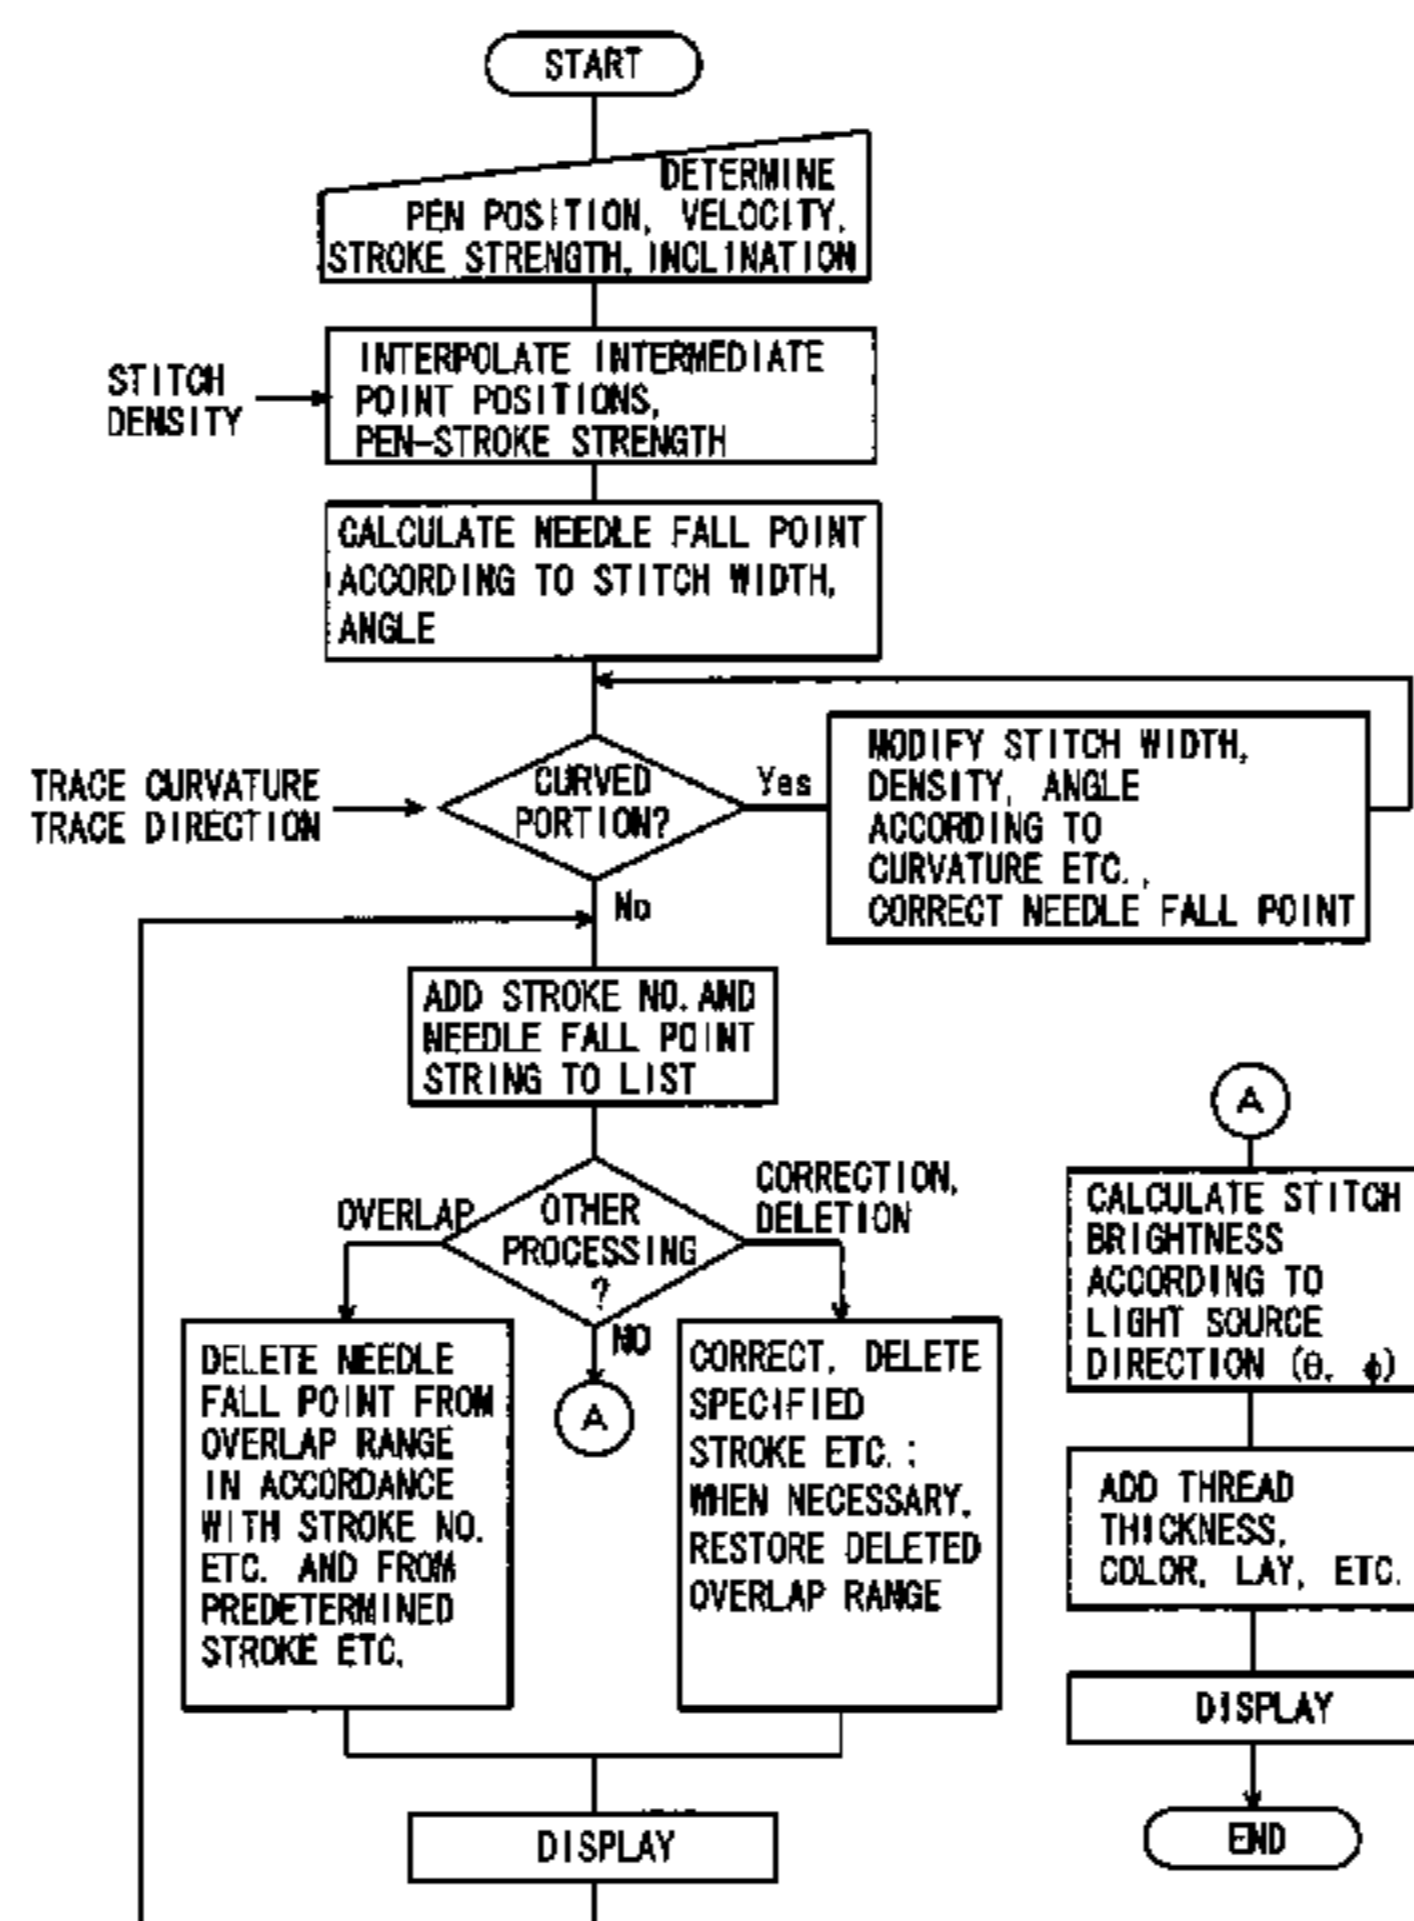 START
DETERMINE
PEN POSITION, VELOCITY,
STROKE STRENGTH, INCLINATION
STITCH
DENSITY
INTERPOLATE INTERMEDIATE
POINT POSITIONS,
PEN-STROKE STRENGTH
CALCULATE NEEDLE FALL POINT
ACCORDING TO STITCH WIDTH,
ANGLE
TRACE CURVATURE
TRACE DIRECTION
CURVED
PORTION?
Yes
MODIFY STITCH WIDTH,
DENSITY, ANGLE
ACCORDING TO
CURVATURE ETC.,
CORRECT NEEDLE FALL POINT
No
ADD STROKE NO. AND
NEEDLE FALL POINT
STRING TO LIST
OVERLAP
OTHER
PROCESSING
?
CORRECTION,
DELETION
NO
A
DELETE NEEDLE
FALL POINT FROM
OVERLAP RANGE
IN ACCORDANCE
WITH STROKE NO.
ETC. AND FROM
PREDETERMINED
STROKE ETC.
CORRECT, DELETE
SPECIFIED
STROKE ETC.;
WHEN NECESSARY,
RESTORE DELETED
OVERLAP RANGE
DISPLAY
A
CALCULATE STITCH
BRIGHTNESS
ACCORDING TO
LIGHT SOURCE
DIRECTION (θ, φ)
ADD THREAD
THICKNESS,
COLOR, LAY, ETC.
DISPLAY
END